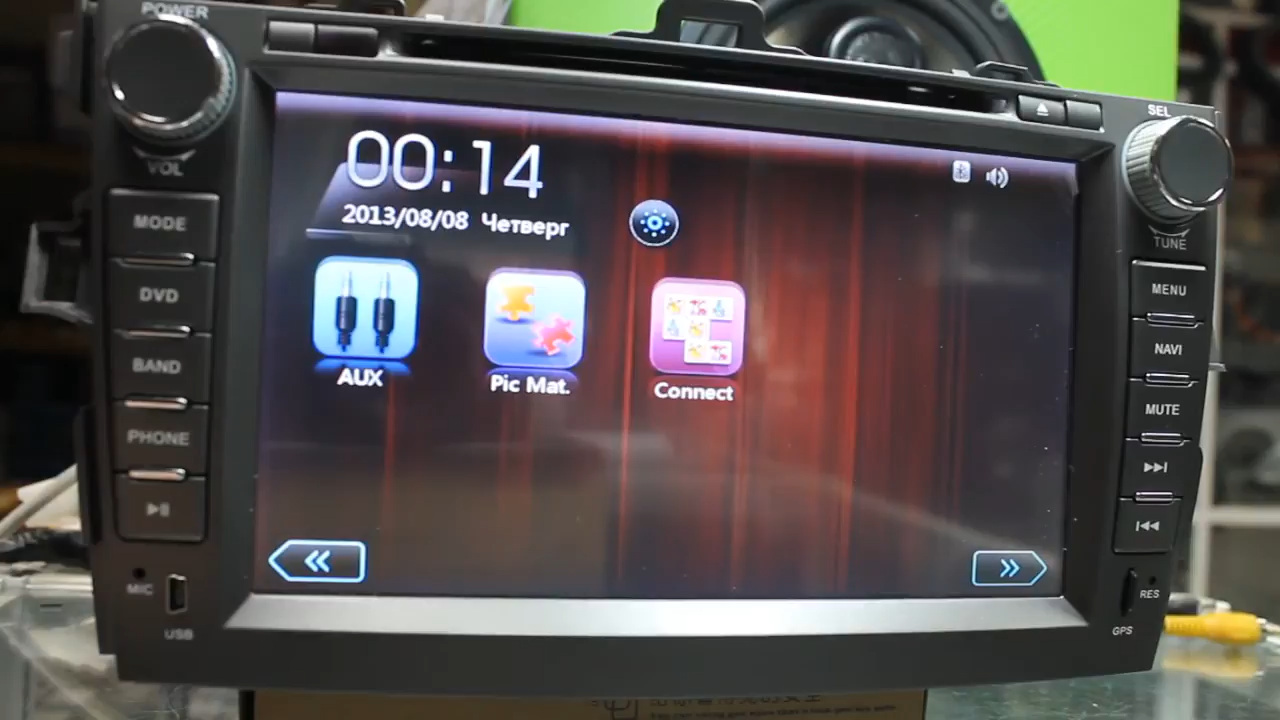 POWER
VOL
MODE
DVD
BAND
PHONE
MIC
USB
00:14
2013/08/08 Четверг
AUX
Pic Mat.
Connect
SEL
TUNE
MENU
NAVI
MUTE
RES
GPS